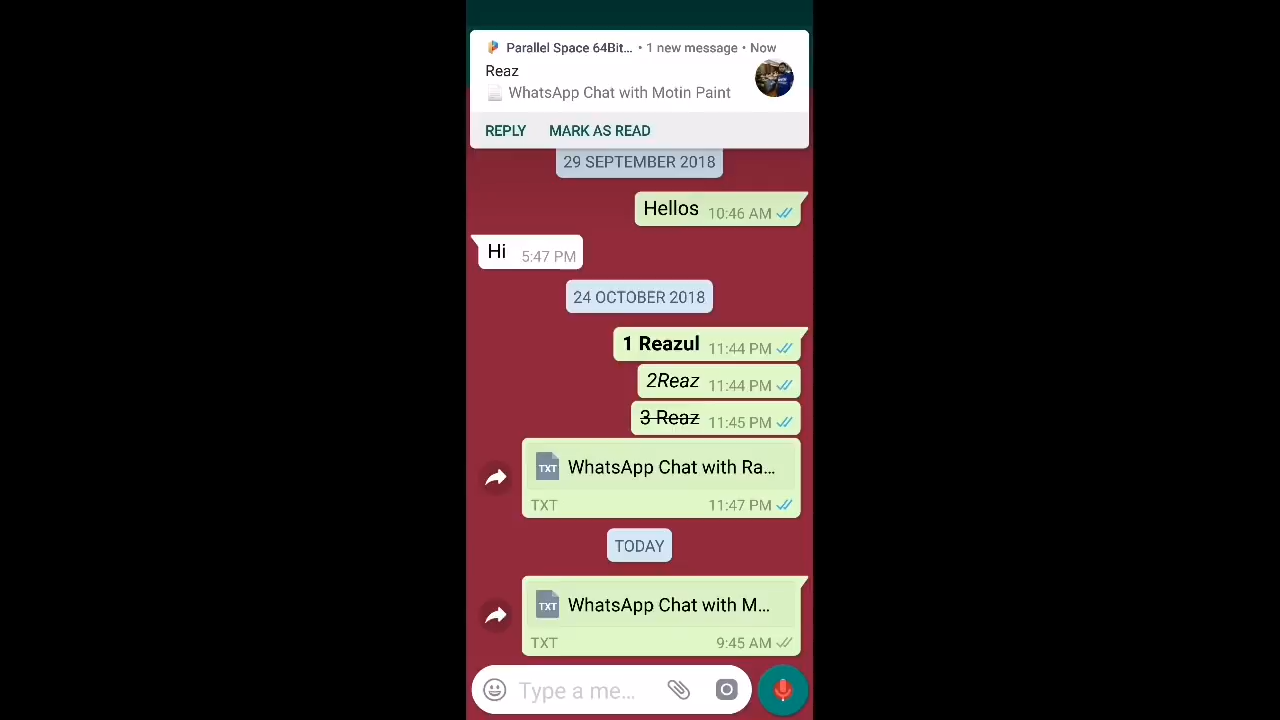 Parallel Space 64Bit... • 1 new message • Now
Reaz
WhatsApp Chat with Motin Paint
REPLY MARK AS READ
29 SEPTEMBER 2018
Hellos 10:46 AM
Hi 5:47 PM
24 OCTOBER 2018
1 Reazul 11:44 PM
2Reaz 11:44 PM
3 Reaz 11:45 PM
TXT WhatsApp Chat with Ra...
TXT 11:47 PM
TODAY
TXT WhatsApp Chat with M...
TXT 9:45 AM
Type a me...